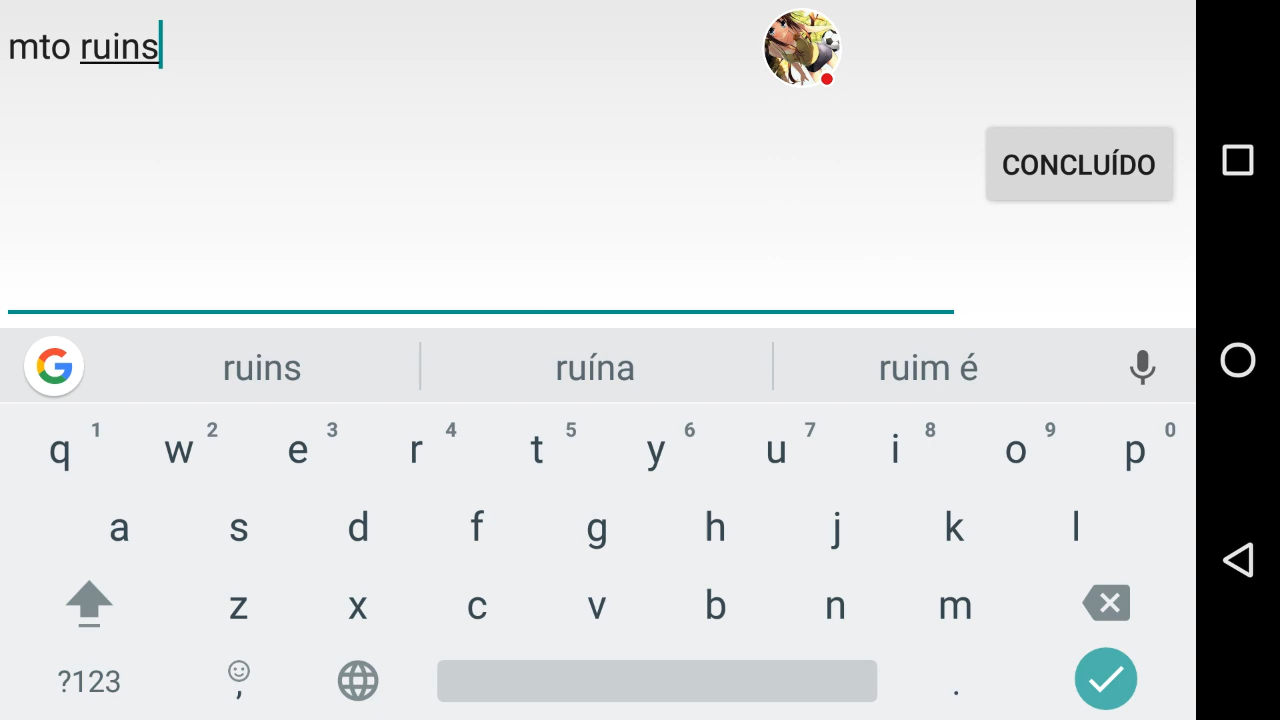 mto ruins
CONCLUÍDO
ruins ruína ruim é
q 1 w 2 e 3 r 4 t 5 y 6 u 7 i 8 o 9 p 0
a s d f g h j k l
z x c v b n m
?123 , .